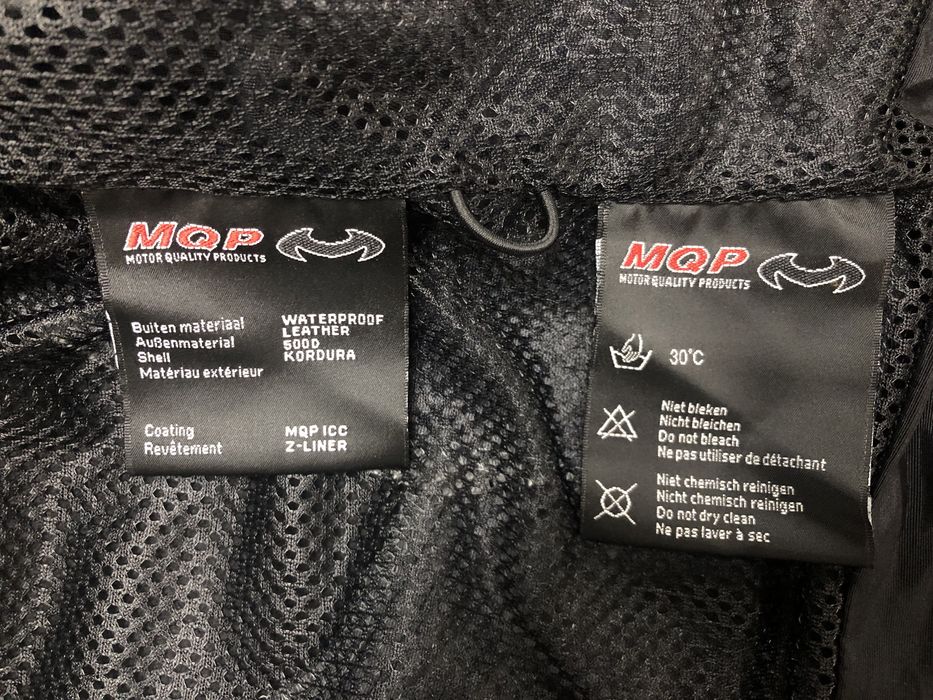 MQP
MOTOR QUALITY PRODUCTS
Buiten materiaal
Außenmaterial
Shell
Matériau extérieur
WATERPROOF
LEATHER
500D
KORDURA
Coating
Revêtement
MQP ICC
Z-LINER
MQP
MOTOR QUALITY PRODUCTS
30°C
Niet bleken
Nicht bleichen
Do not bleach
Ne pas utiliser de détachant
Niet chemisch reinigen
Nicht chemisch reinigen
Do not dry clean
Ne pas laver à sec